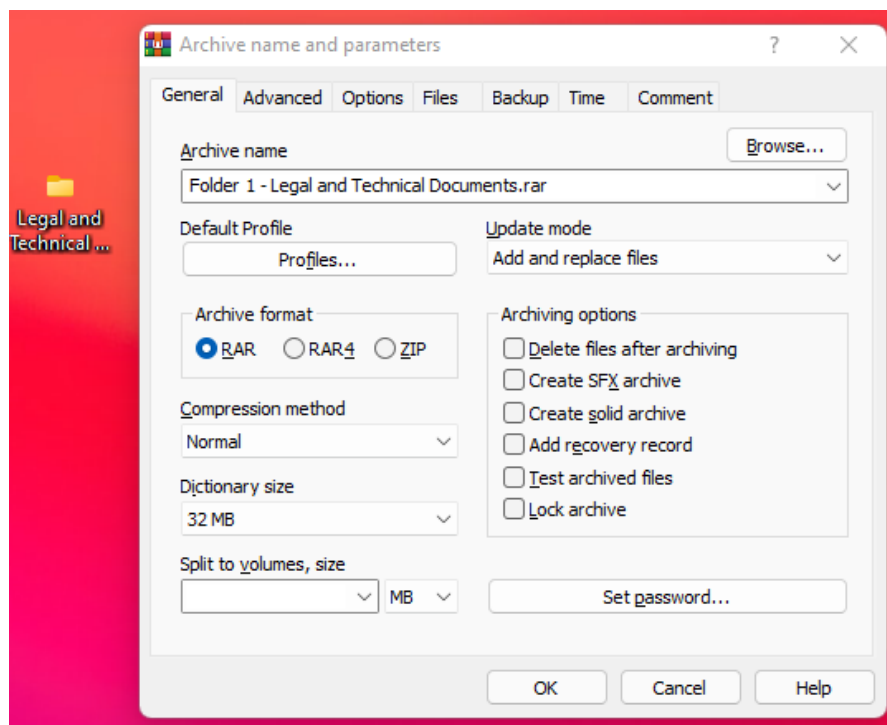 Archive name and parameters
General Advanced Options Files Backup Time Comment
Archive name
Browse...
Folder 1 - Legal and Technical Documents.rar
Legal and
Technical ...
Default Profile
Profiles...
Update mode
Add and replace files
Archive format
RAR RAR4 ZIP
Archiving options
Delete files after archiving
Create SFX archive
Create solid archive
Add recovery record
Test archived files
Lock archive
Compression method
Normal
Dictionary size
32 MB
Split to volumes, size
MB
Set password...
OK Cancel Help